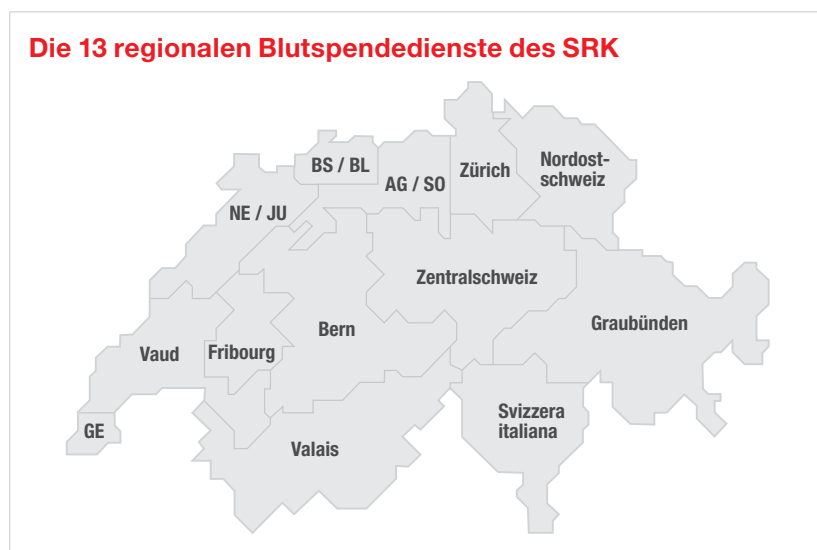 Die 13 regionalen Blutspendedienste des SRK
BS / BL
AG / SO
Zürich
Nordost-
schweiz
NE / JU
Zentralschweiz
Graubünden
Bern
Vaud
Fribourg
Svizzera
italiana
GE
Valais